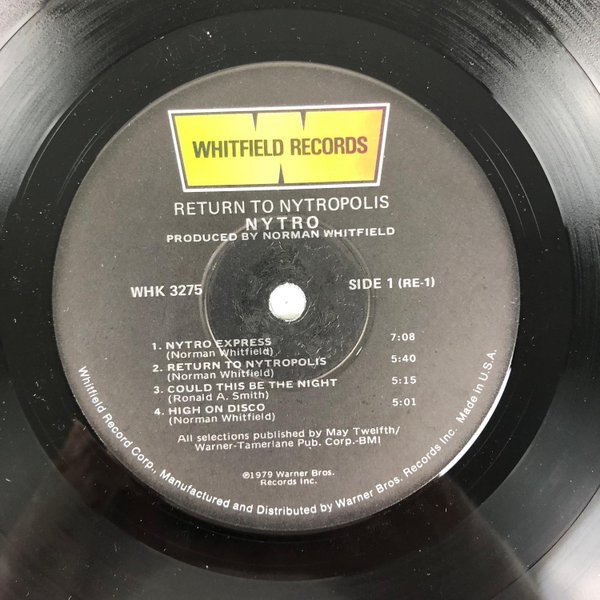 WHITFIELD RECORDS
RETURN TO NYTROPOLIS
NYTRO
PRODUCED BY NORMAN WHITFIELD
WHK 3275
SIDE 1 (RE-1)
1. NYTRO EXPRESS 7:08
(Norman Whitfield)
2. RETURN TO NYTROPOLIS 5:40
(Norman Whitfield)
3. COULD THIS BE THE NIGHT 5:15
(Ronald A. Smith)
4. HIGH ON DISCO 5:01
(Norman Whitfield)
All selections published by May Twelfth/
Warner-Tamerlane Pub. Corp.-BMI
℗1979 Warner Bros.
Records Inc.
Whitfield Record Corp., Manufactured and Distributed by Warner Bros. Records Inc. Made in U.S.A.